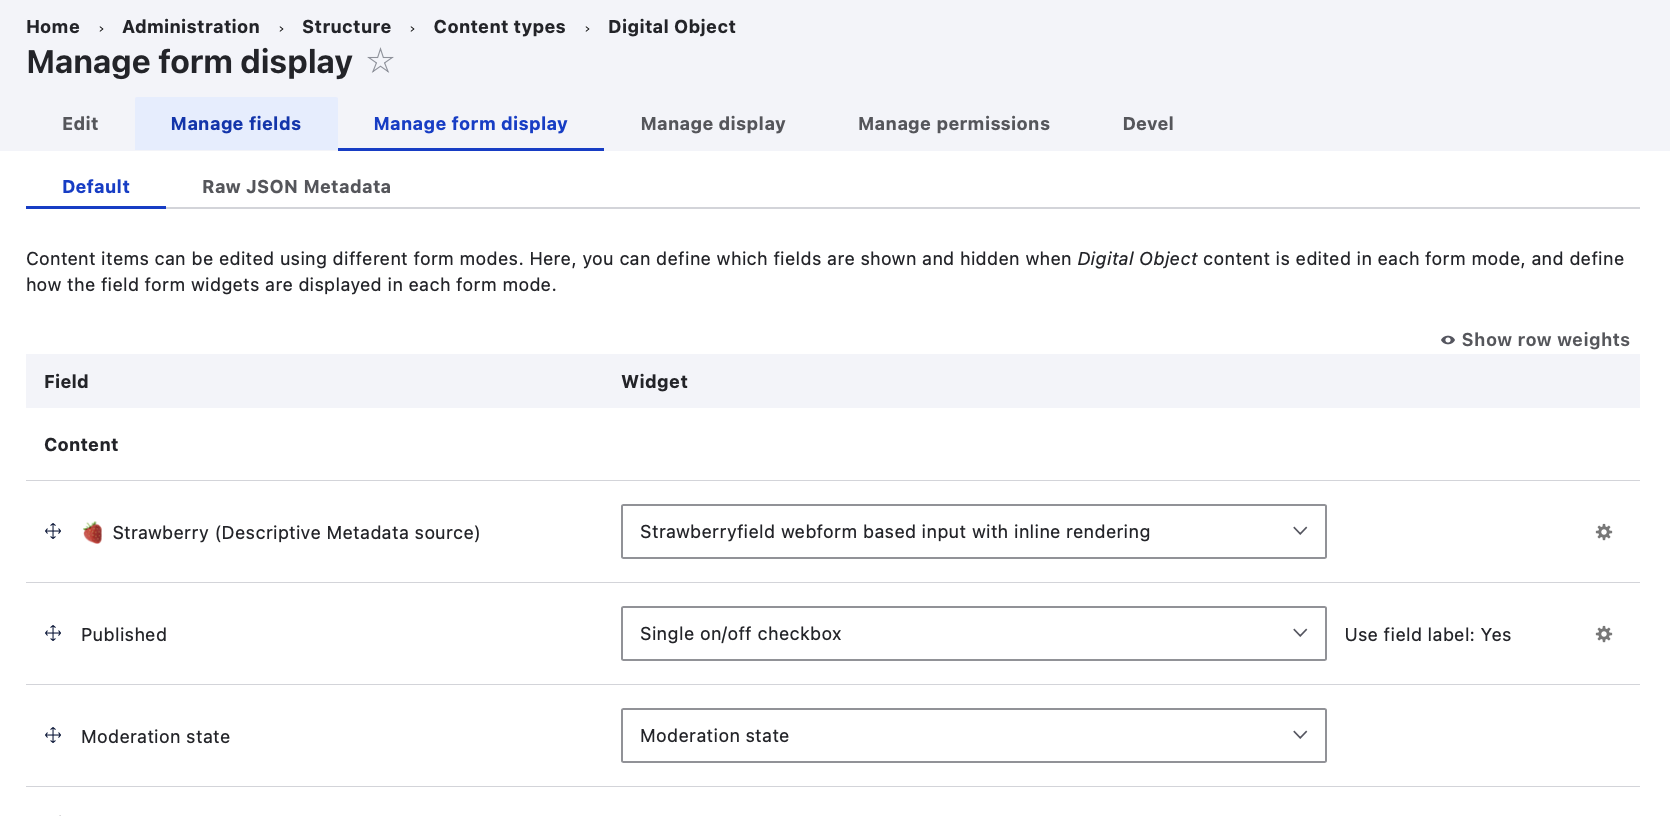 Home › Administration › Structure › Content types › Digital Object
Manage form display ☆
Edit Manage fields Manage form display Manage display Manage permissions Devel
Default Raw JSON Metadata
Content items can be edited using different form modes. Here, you can define which fields are shown and hidden when Digital Object content is edited in each form mode, and define
how the field form widgets are displayed in each form mode.
Show row weights
Field Widget
Content
🍓 Strawberry (Descriptive Metadata source) Strawberryfield webform based input with inline rendering
Published Single on/off checkbox Use field label: Yes
Moderation state Moderation state